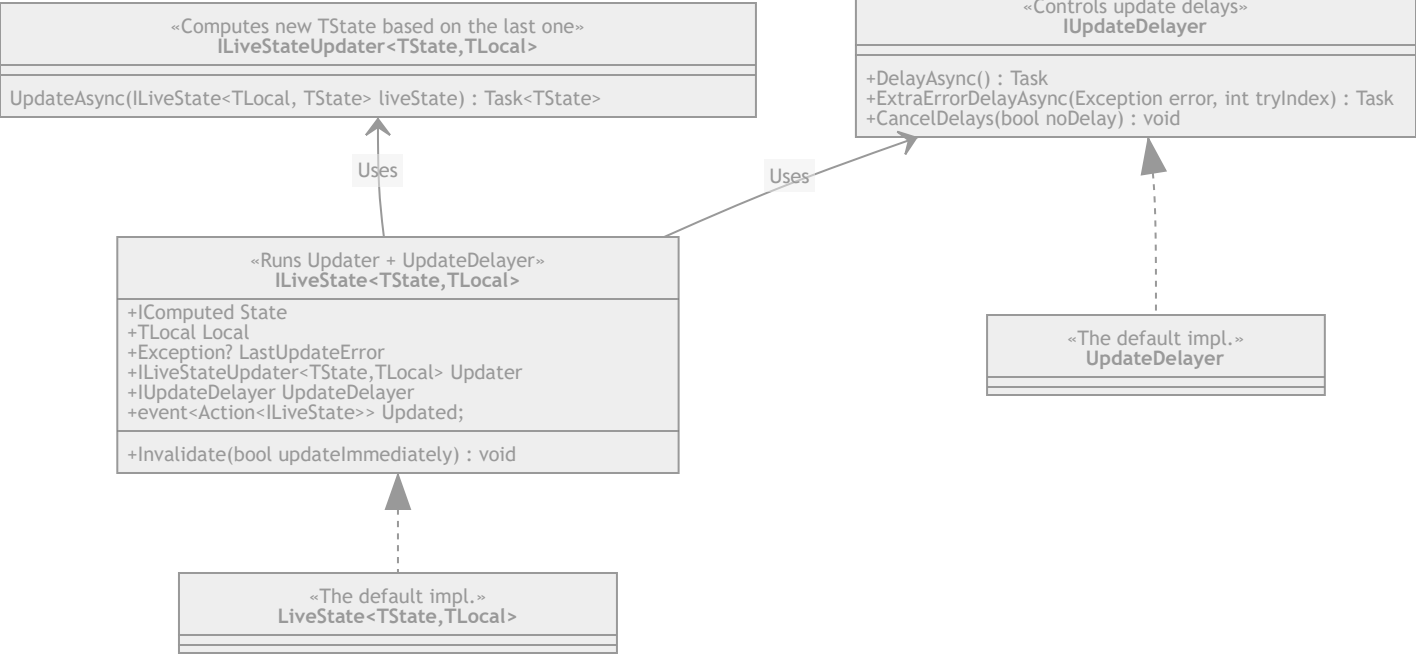 «Computes new TState based on the last one»
ILiveStateUpdater<TState,TLocal>
UpdateAsync(ILiveState<TLocal, TState> liveState) : Task<TState>
«Controls update delays»
IUpdateDelayer
+DelayAsync() : Task
+ExtraErrorDelayAsync(Exception error, int tryIndex) : Task
+CancelDelays(bool noDelay) : void
Uses
Uses
«Runs Updater + UpdateDelayer»
ILiveState<TState,TLocal>
+IComputed State
+TLocal Local
+Exception? LastUpdateError
+ILiveStateUpdater<TState,TLocal> Updater
+IUpdateDelayer UpdateDelayer
+event<Action<ILiveState>> Updated;
+Invalidate(bool updateImmediately) : void
«The default impl.»
UpdateDelayer
«The default impl.»
LiveState<TState,TLocal>